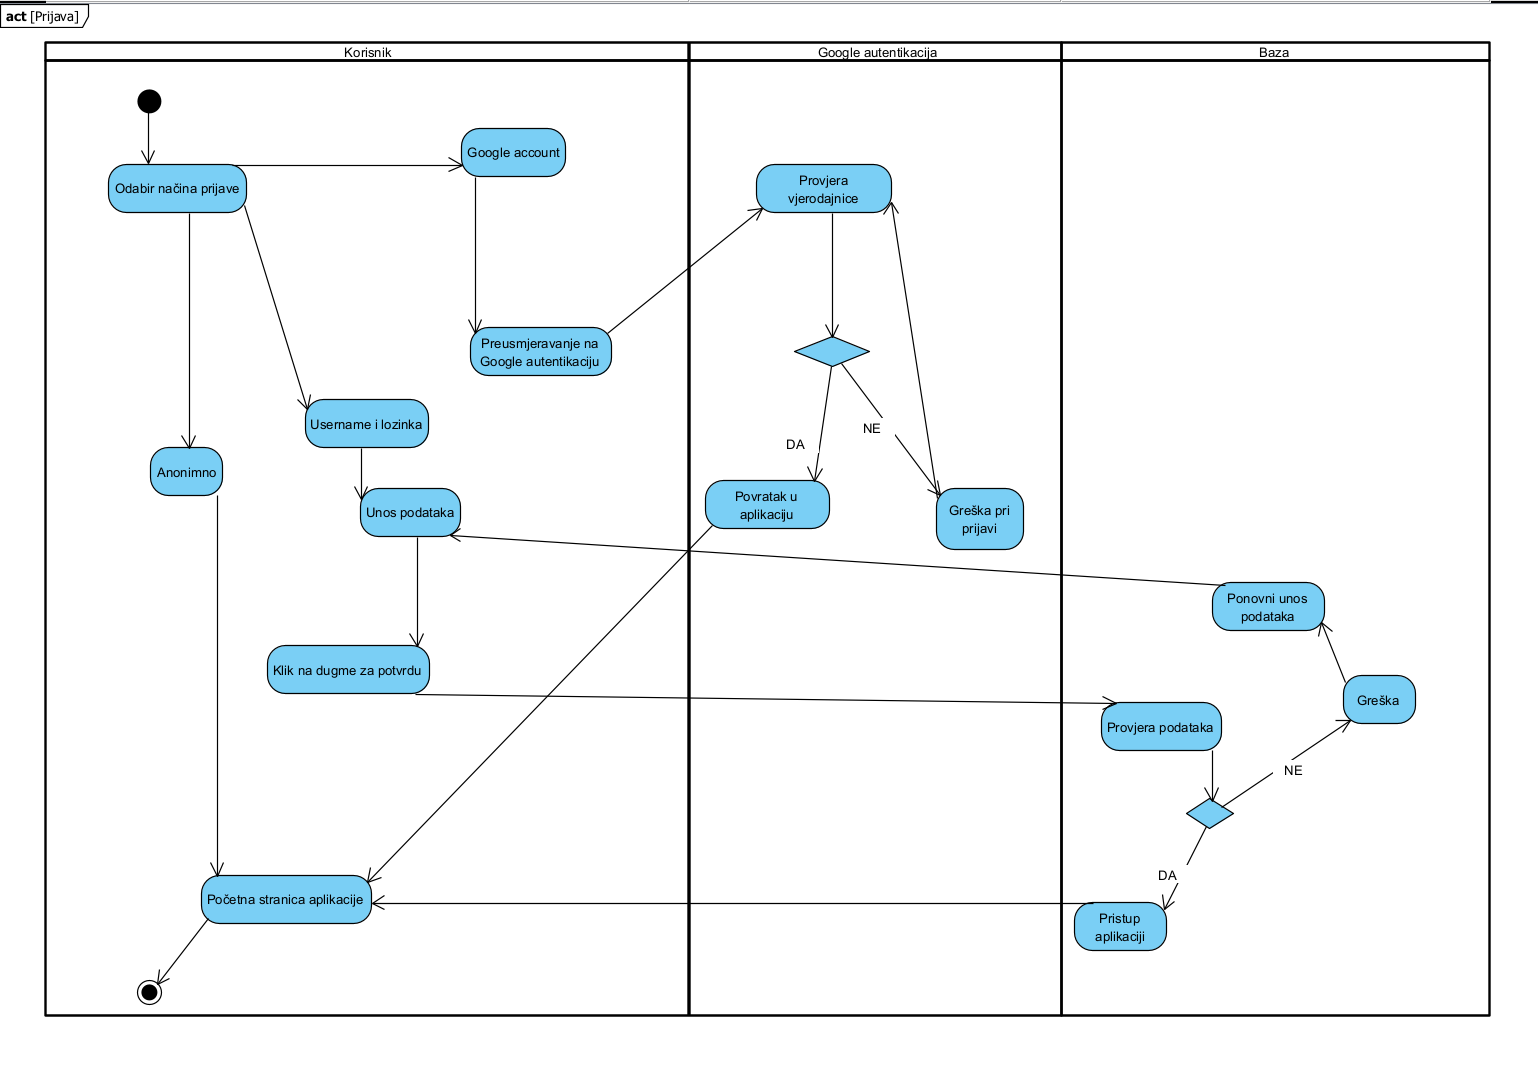 act [Prijava]
Korisnik
Google autentikacija
Baza
Google account
Odabir načina prijave
Provjera
vjerodajnice
Preusmjeravanje na
Google autentikaciju
Username i lozinka
NE
DA
Anonimno
Povratak u
aplikaciju
Unos podataka
Greška pri
prijavi
Ponovni unos
podataka
Klik na dugme za potvrdu
Greška
Provjera podataka
NE
DA
Početna stranica aplikacije
Pristup
aplikaciji